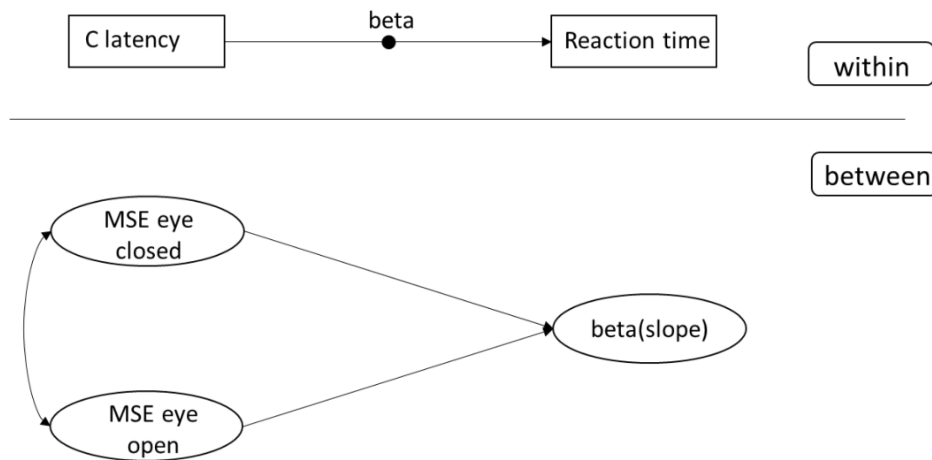 beta
C latency
Reaction time
within
between
MSE eye
closed
beta(slope)
MSE eye
open